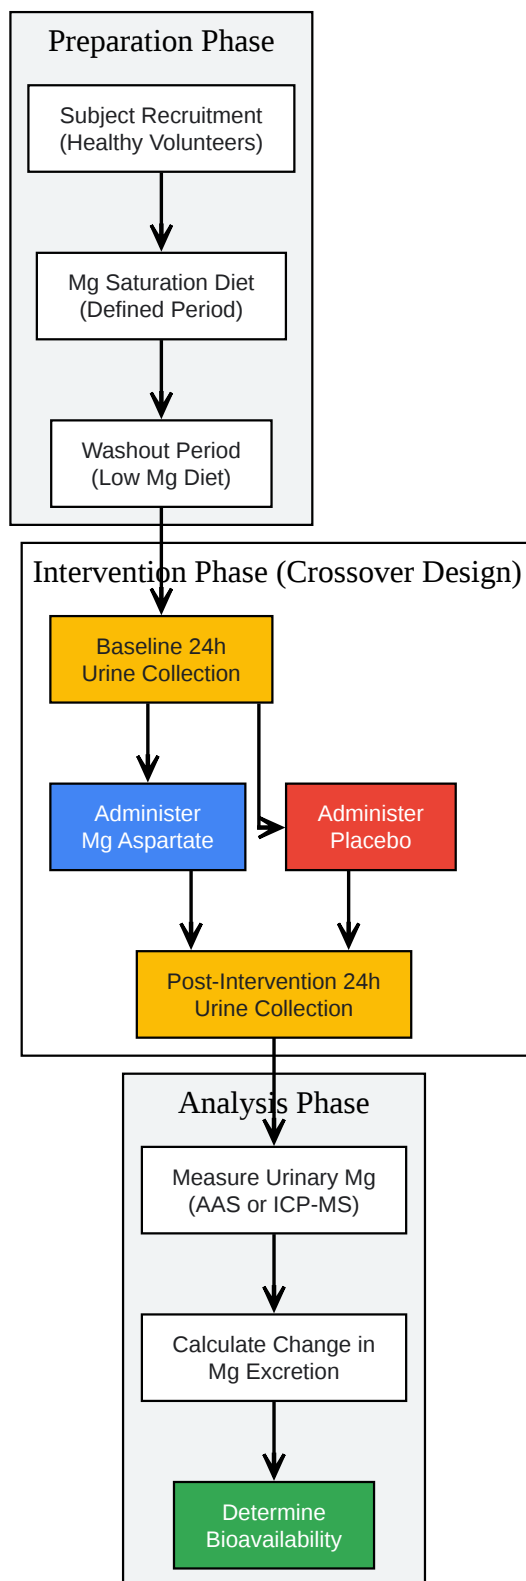 Preparation Phase
Subject Recruitment
(Healthy Volunteers)
Mg Saturation Diet
(Defined Period)
Washout Period
(Low Mg Diet)
Intervention Phase (Crossover Design)
Baseline 24h
Urine Collection
Administer
Mg Aspartate
Administer
Placebo
Post-Intervention 24h
Urine Collection
Analysis Phase
Measure Urinary Mg
(AAS or ICP-MS)
Calculate Change in
Mg Excretion
Determine
Bioavailability